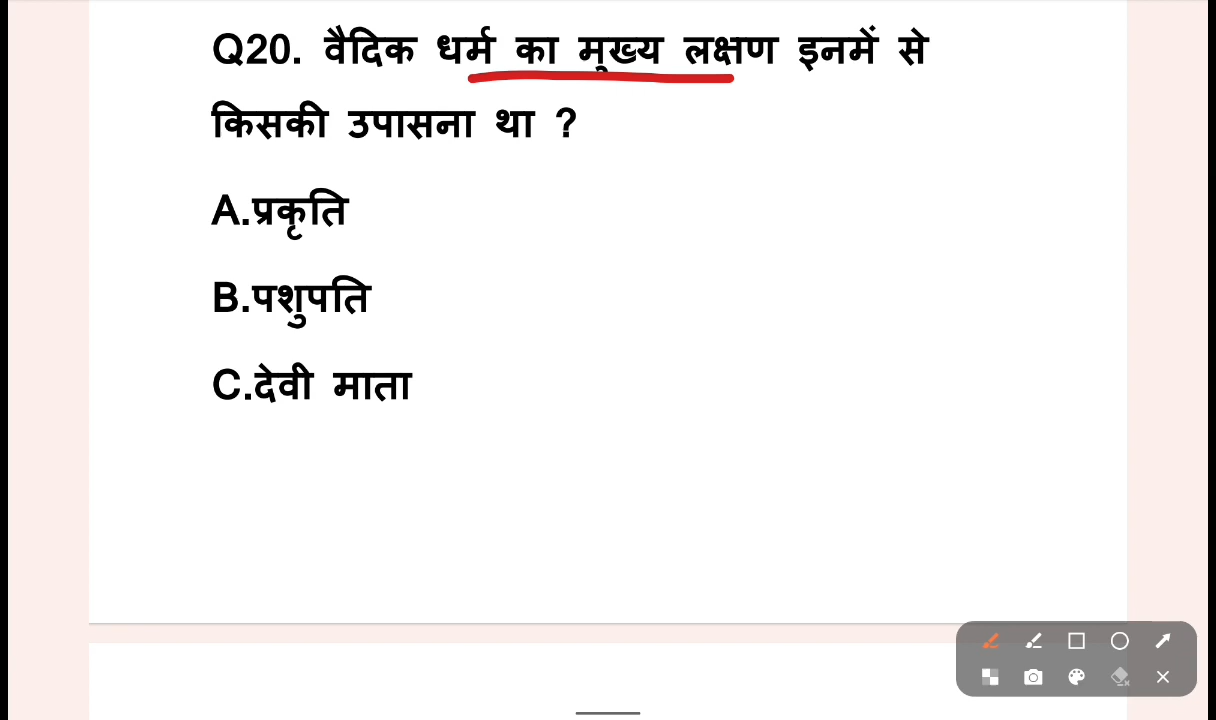 Q20. वैदिक धर्म का मुख्य लक्षण इनमें से
किसकी उपासना था ?
A.प्रकृति
B.पशुपति
C.देवी माता